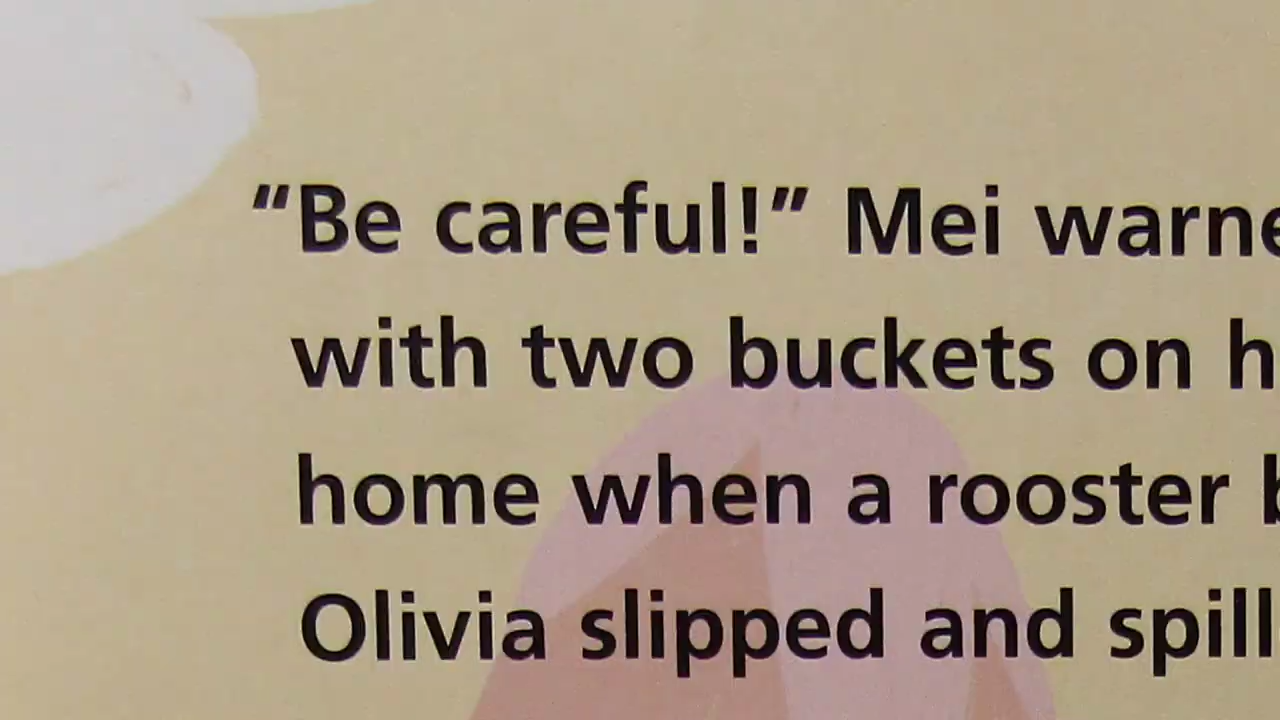 “Be careful!” Mei warne
with two buckets on h
home when a rooster b
Olivia slipped and spill